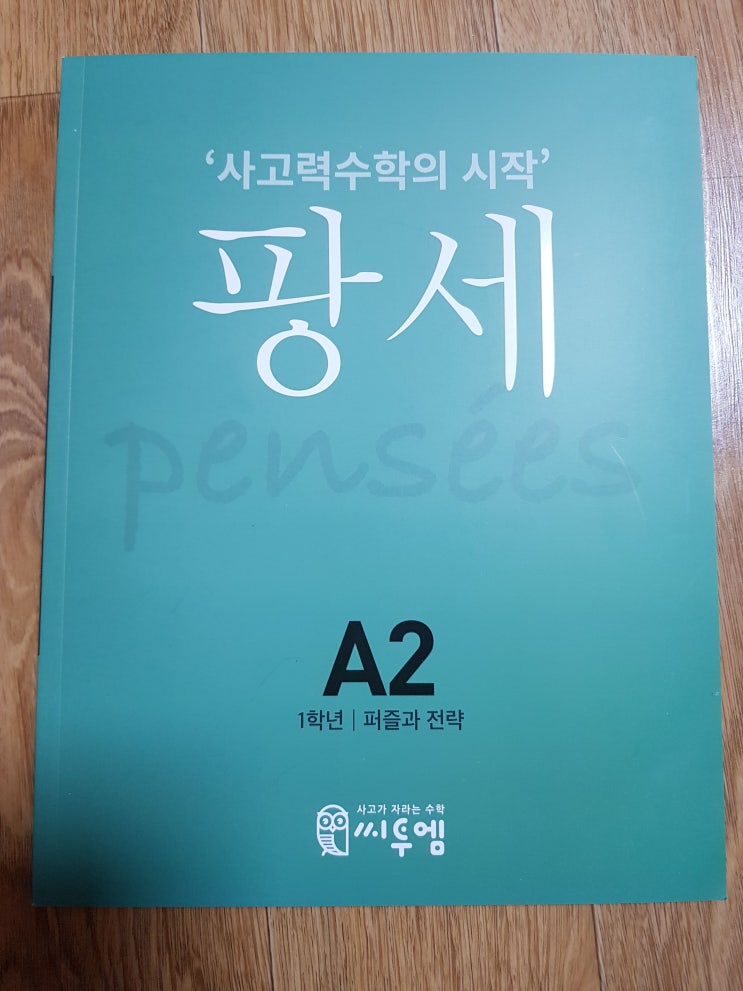 ‘사고력수학의 시작’
팡세
pensées
A2
1학년 | 퍼즐과 전략
사고가 자라는 수학
씨투엠